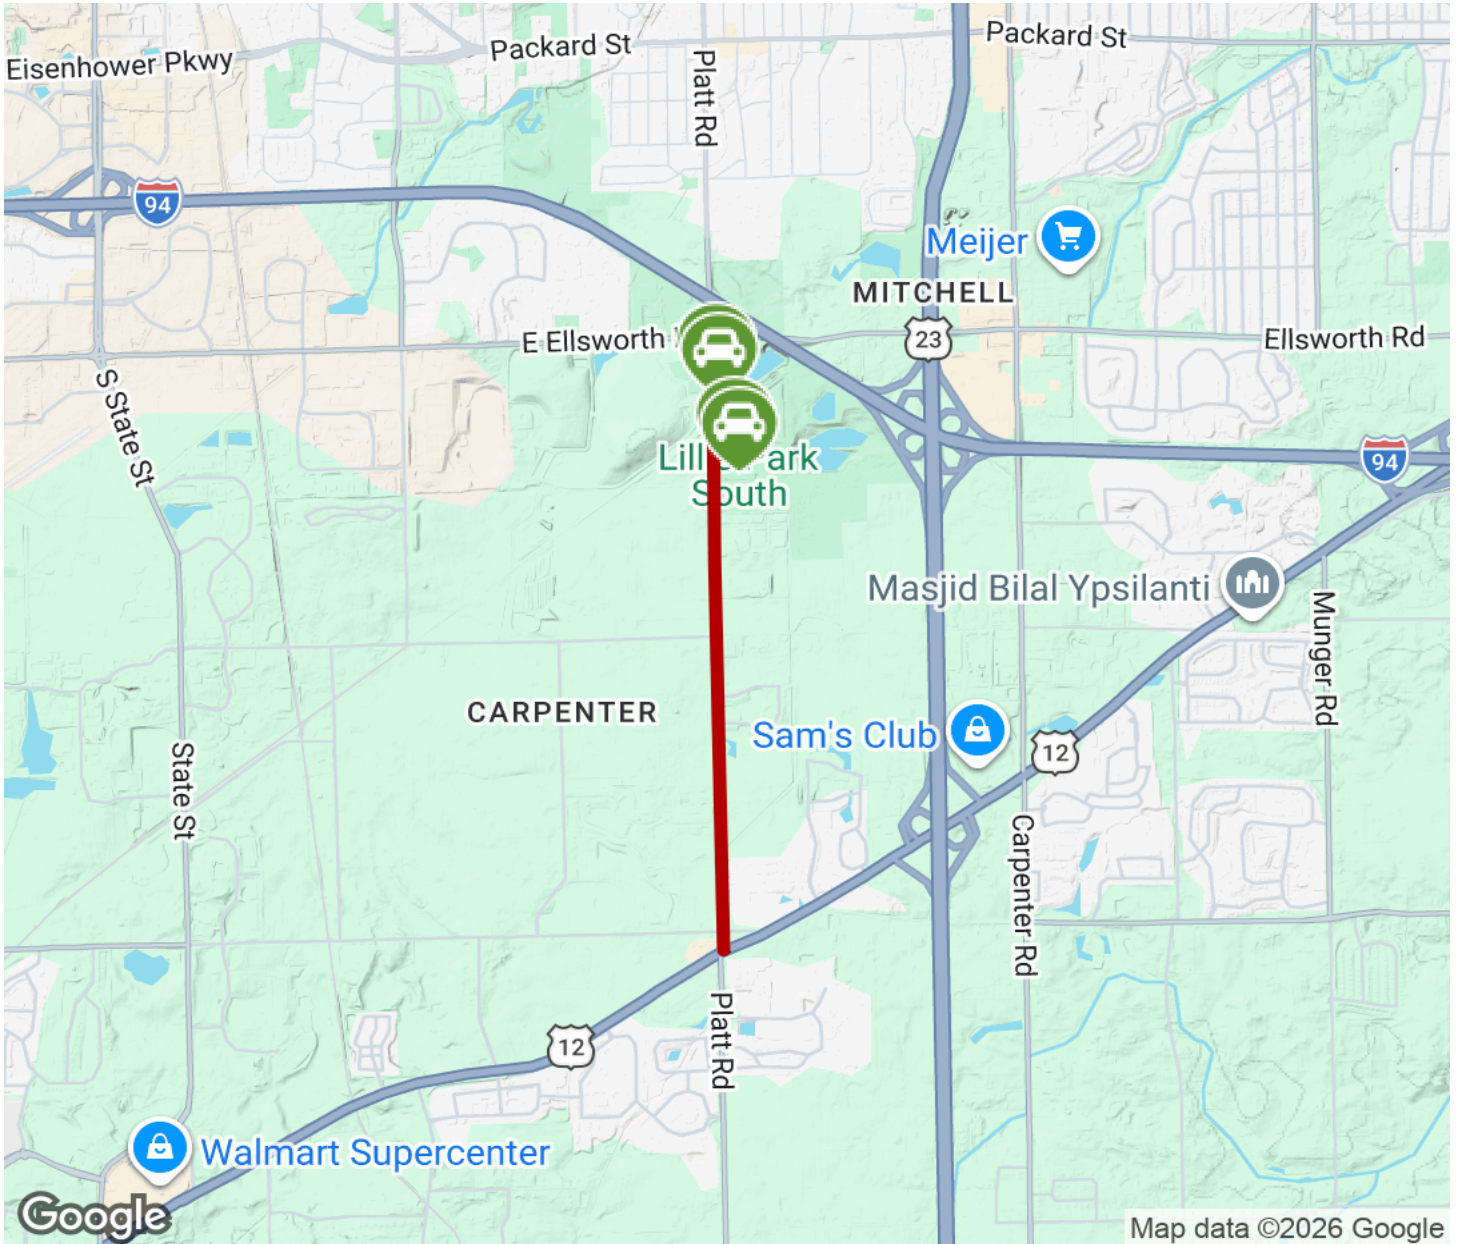 Packard St
Packard St
Eisenhower Pkwy
Platt Rd
94
Meijer
MITCHELL
E Ellsworth
23
Ellsworth Rd
S State St
South
94
Masjid Bilal Ypsilanti
Munger Rd
CARPENTER
Sam's Club
12
State St
Carpenter Rd
Platt Rd
12
Walmart Supercenter
Google
Map data ©2026 Google